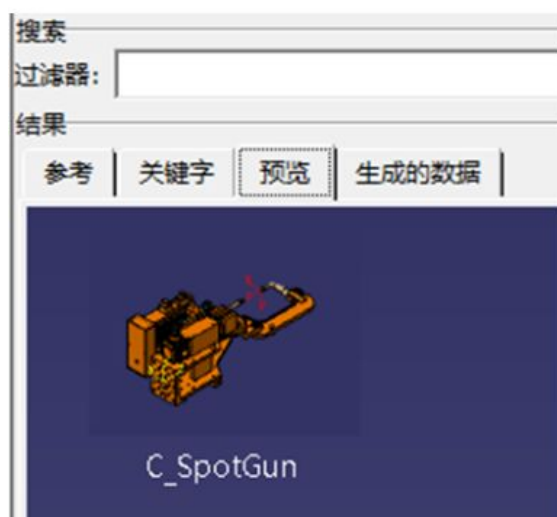 搜索
过滤器：
结果
参考 关键字 预览 生成的数据
C_SpotGun